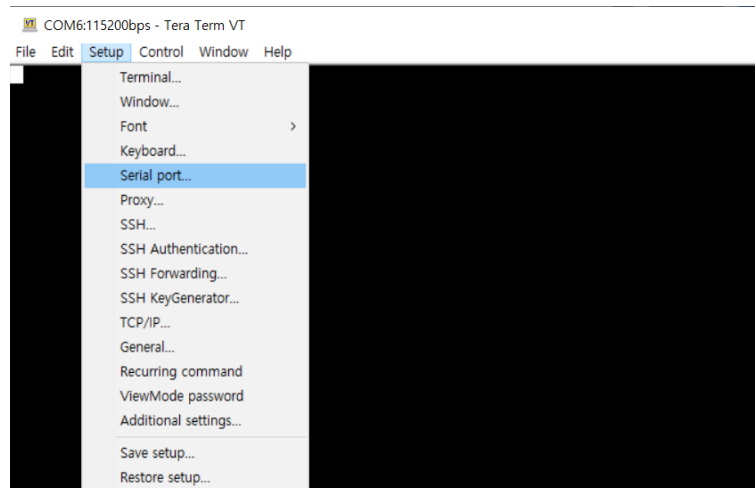 COM6:115200bps - Tera Term VT
File Edit Setup Control Window Help
Terminal...
Window...
Font
Keyboard...
Serial port...
Proxy...
SSH...
SSH Authentication...
SSH Forwarding...
SSH KeyGenerator...
TCP/IP...
General...
Recurring command
ViewMode password
Additional settings...
Save setup...
Restore setup...